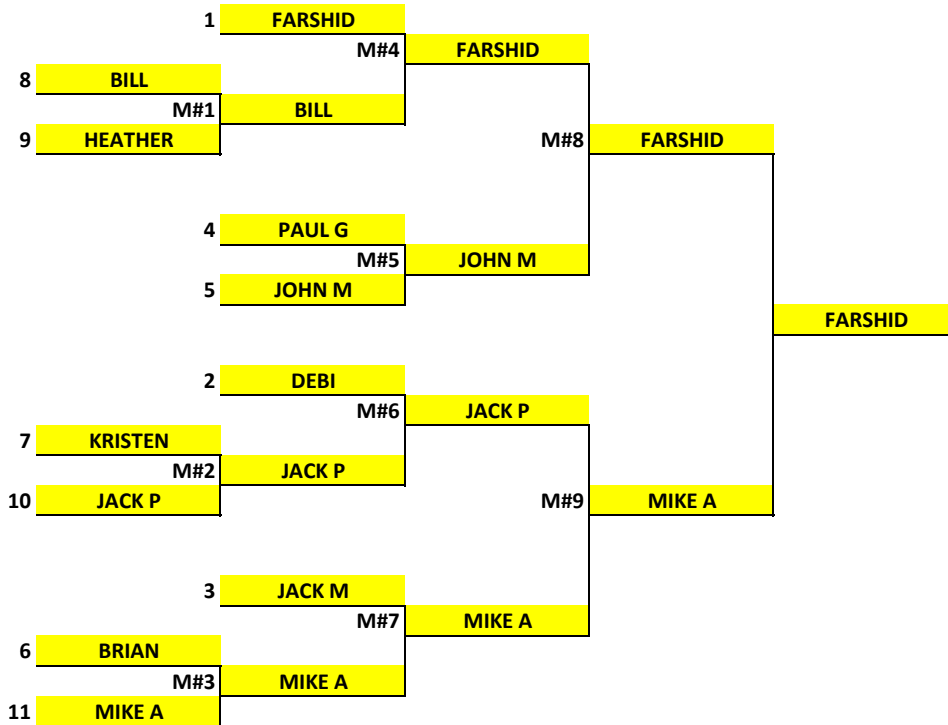 1 FARSHID
M#4 FARSHID
8 BILL
M#1 BILL
9 HEATHER M#8 FARSHID
4 PAUL G
M#5 JOHN M
5 JOHN M
FARSHID
2 DEBI
M#6 JACK P
7 KRISTEN
M#2 JACK P
10 JACK P M#9 MIKE A
3 JACK M
M#7 MIKE A
6 BRIAN
M#3 MIKE A
11 MIKE A